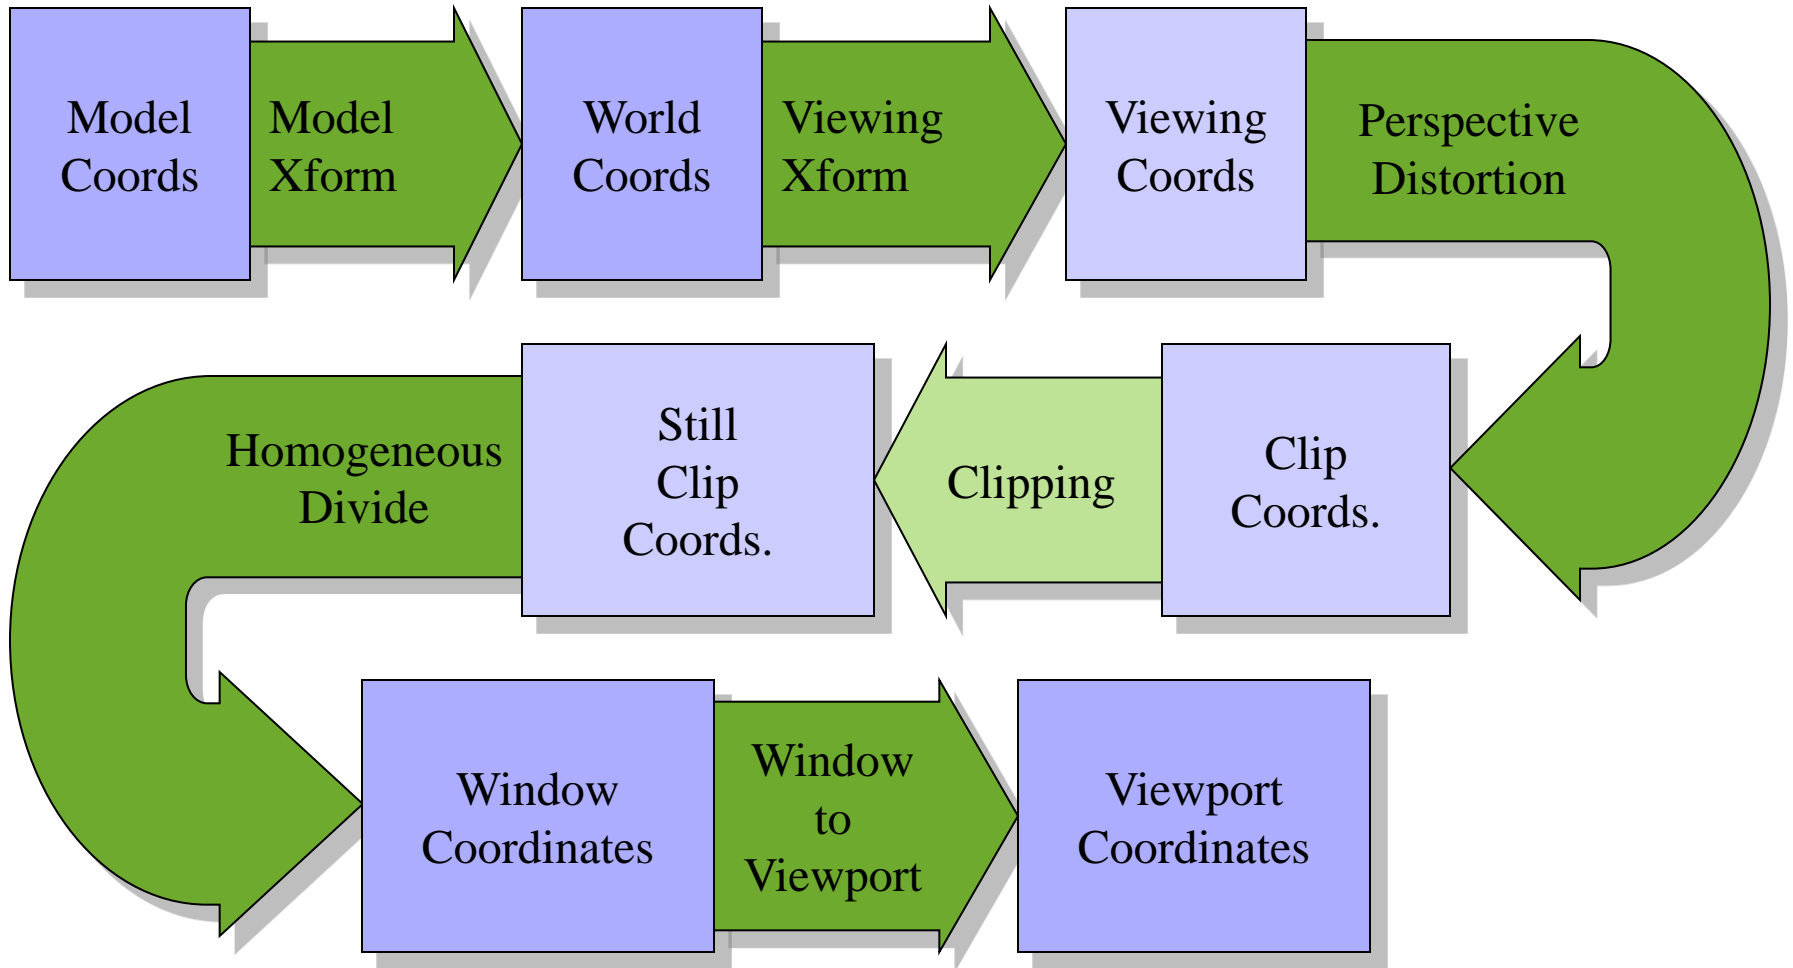 Model
Coords
Model
Xform
World
Coords
Viewing
Xform
Viewing
Coords
Perspective
Distortion
Clip
Coords.
Clipping
Still
Clip
Coords.
Homogeneous
Divide
Window
Coordinates
Window
to
Viewport
Viewport
Coordinates